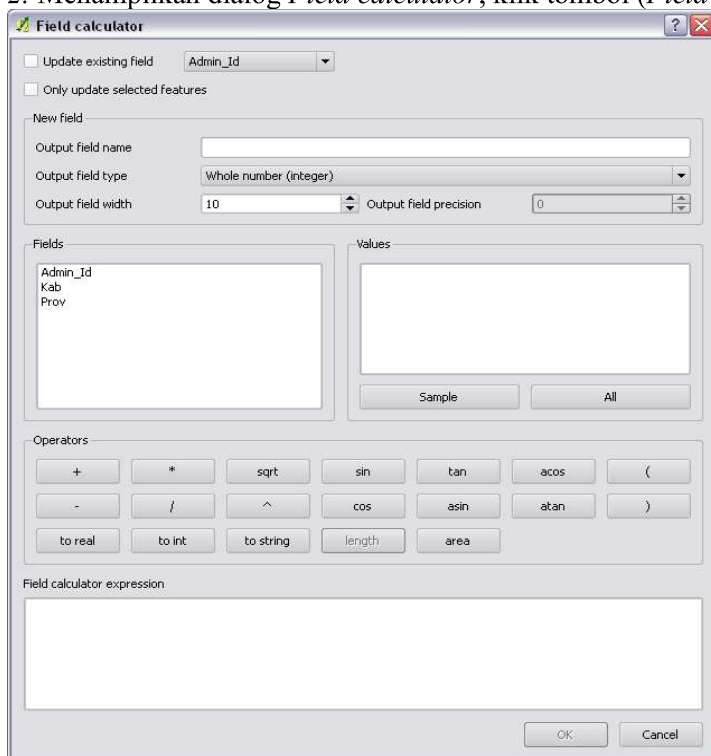 2. Menampilkan dialog Field calculator, klik tombol (Field
Field calculator
Update existing field Admin_Id
Only update selected features
New field
Output field name
Output field type Whole number (integer)
Output field width 10 Output field precision 0
Fields Values
Admin_Id
Kab
Prov
Sample All
Operators
+ * sqrt sin tan acos (
- / ^ cos asin atan )
to real to int to string length area
Field calculator expression
OK Cancel